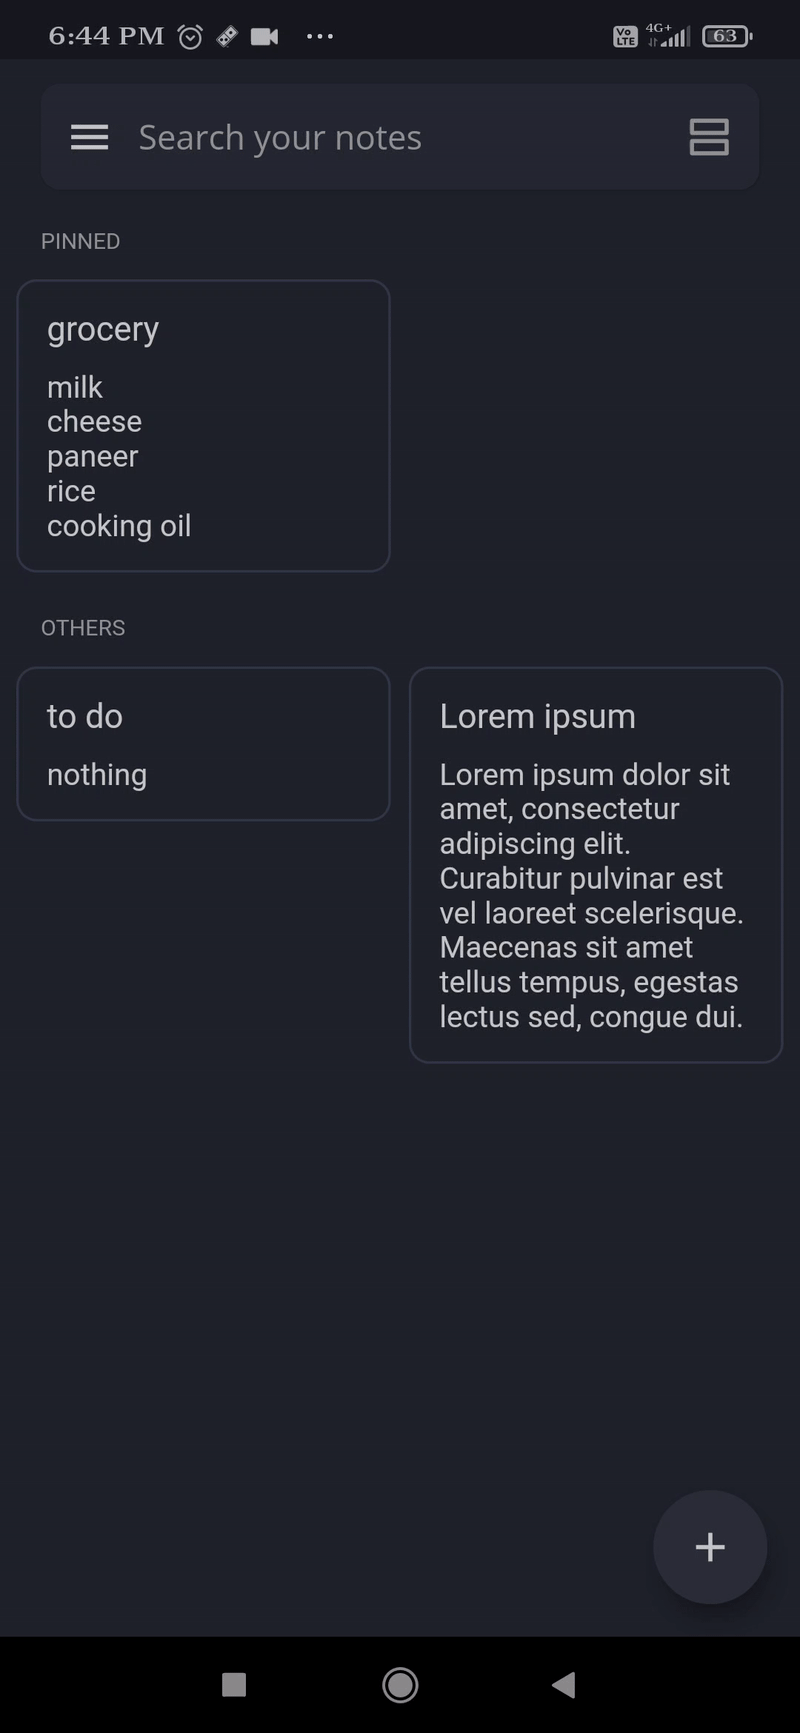 6:44 PM
Vo LTE
4G+
63
Search your notes
PINNED
grocery
milk
cheese
paneer
rice
cooking oil
OTHERS
to do
nothing
Lorem ipsum
Lorem ipsum dolor sit
amet, consectetur
adipiscing elit.
Curabitur pulvinar est
vel laoreet scelerisque.
Maecenas sit amet
tellus tempus, egestas
lectus sed, congue dui.